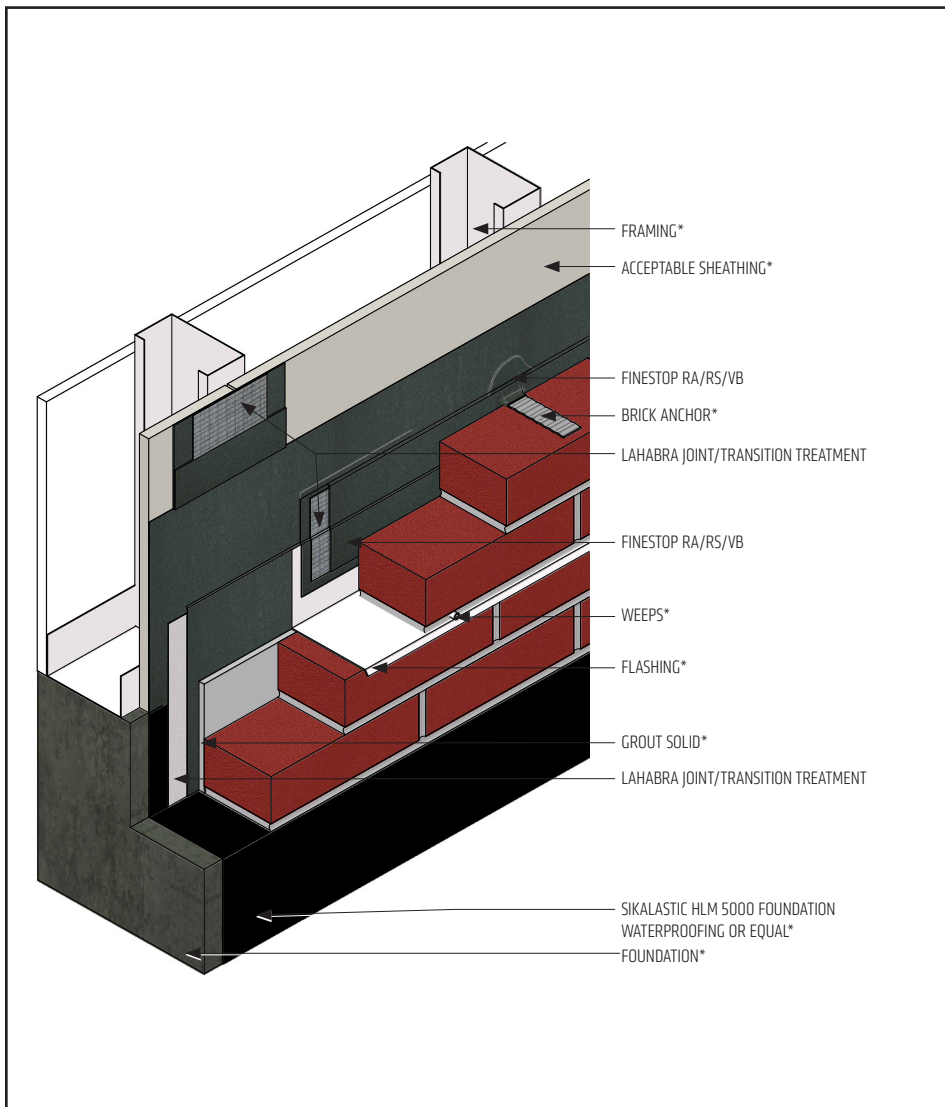 FRAMING*
ACCEPTABLE SHEATHING*
FINESTOP RA/RS/VB
BRICK ANCHOR*
LAHABRA JOINT/TRANSITION TREATMENT
FINESTOP RA/RS/VB
WEEPS*
FLASHING*
GROUT SOLID*
LAHABRA JOINT/TRANSITION TREATMENT
SIKALASTIC HLM 5000 FOUNDATION
WATERPROOFING OR EQUAL*
FOUNDATION*